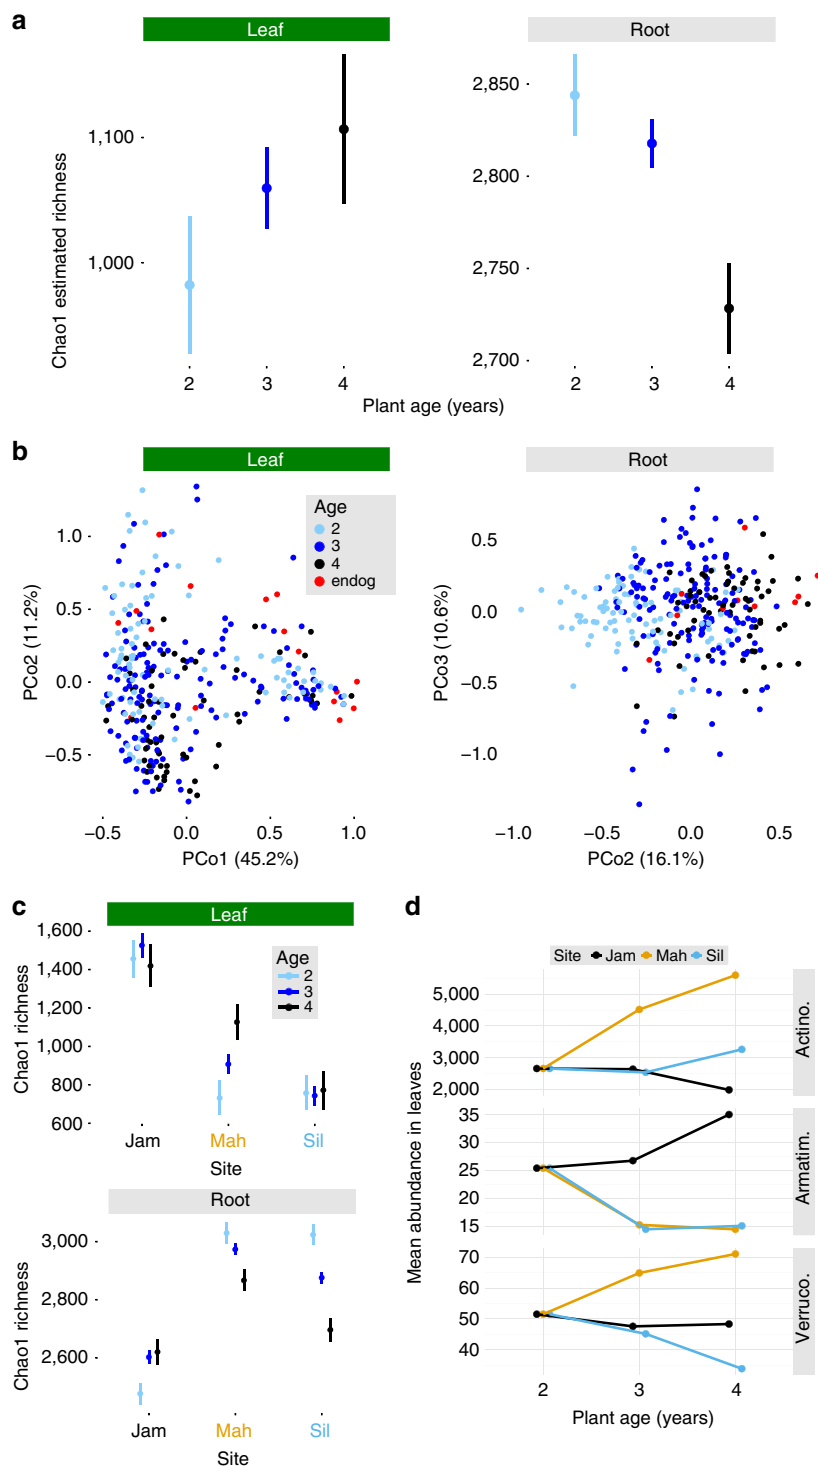 a
Leaf
Root
Chao1 estimated richness
1,100
1,000
2,850
2,800
2,750
2,700
2 3 4
2 3 4
Plant age (years)
b
Leaf
Root
Age
2
3
4
endog
PCo2 (11.2%)
1.0
0.5
0.0
−0.5
−0.5 0.0 0.5 1.0
PCo1 (45.2%)
PCo3 (10.6%)
0.5
0.0
−0.5
−1.0
−1.0 −0.5 0.0 0.5
PCo2 (16.1%)
c
Leaf
Chao1 richness
1,600
1,400
1,200
1,000
800
600
Age
2
3
4
Jam Mah Sil
Site
Root
Chao1 richness
3,000
2,800
2,600
Jam Mah Sil
Site
d
Site Jam Mah Sil
Mean abundance in leaves
5,000
4,000
3,000
2,000
Actino.
35
30
25
20
15
Armatim.
70
60
50
40
Verruco.
2 3 4
Plant age (years)